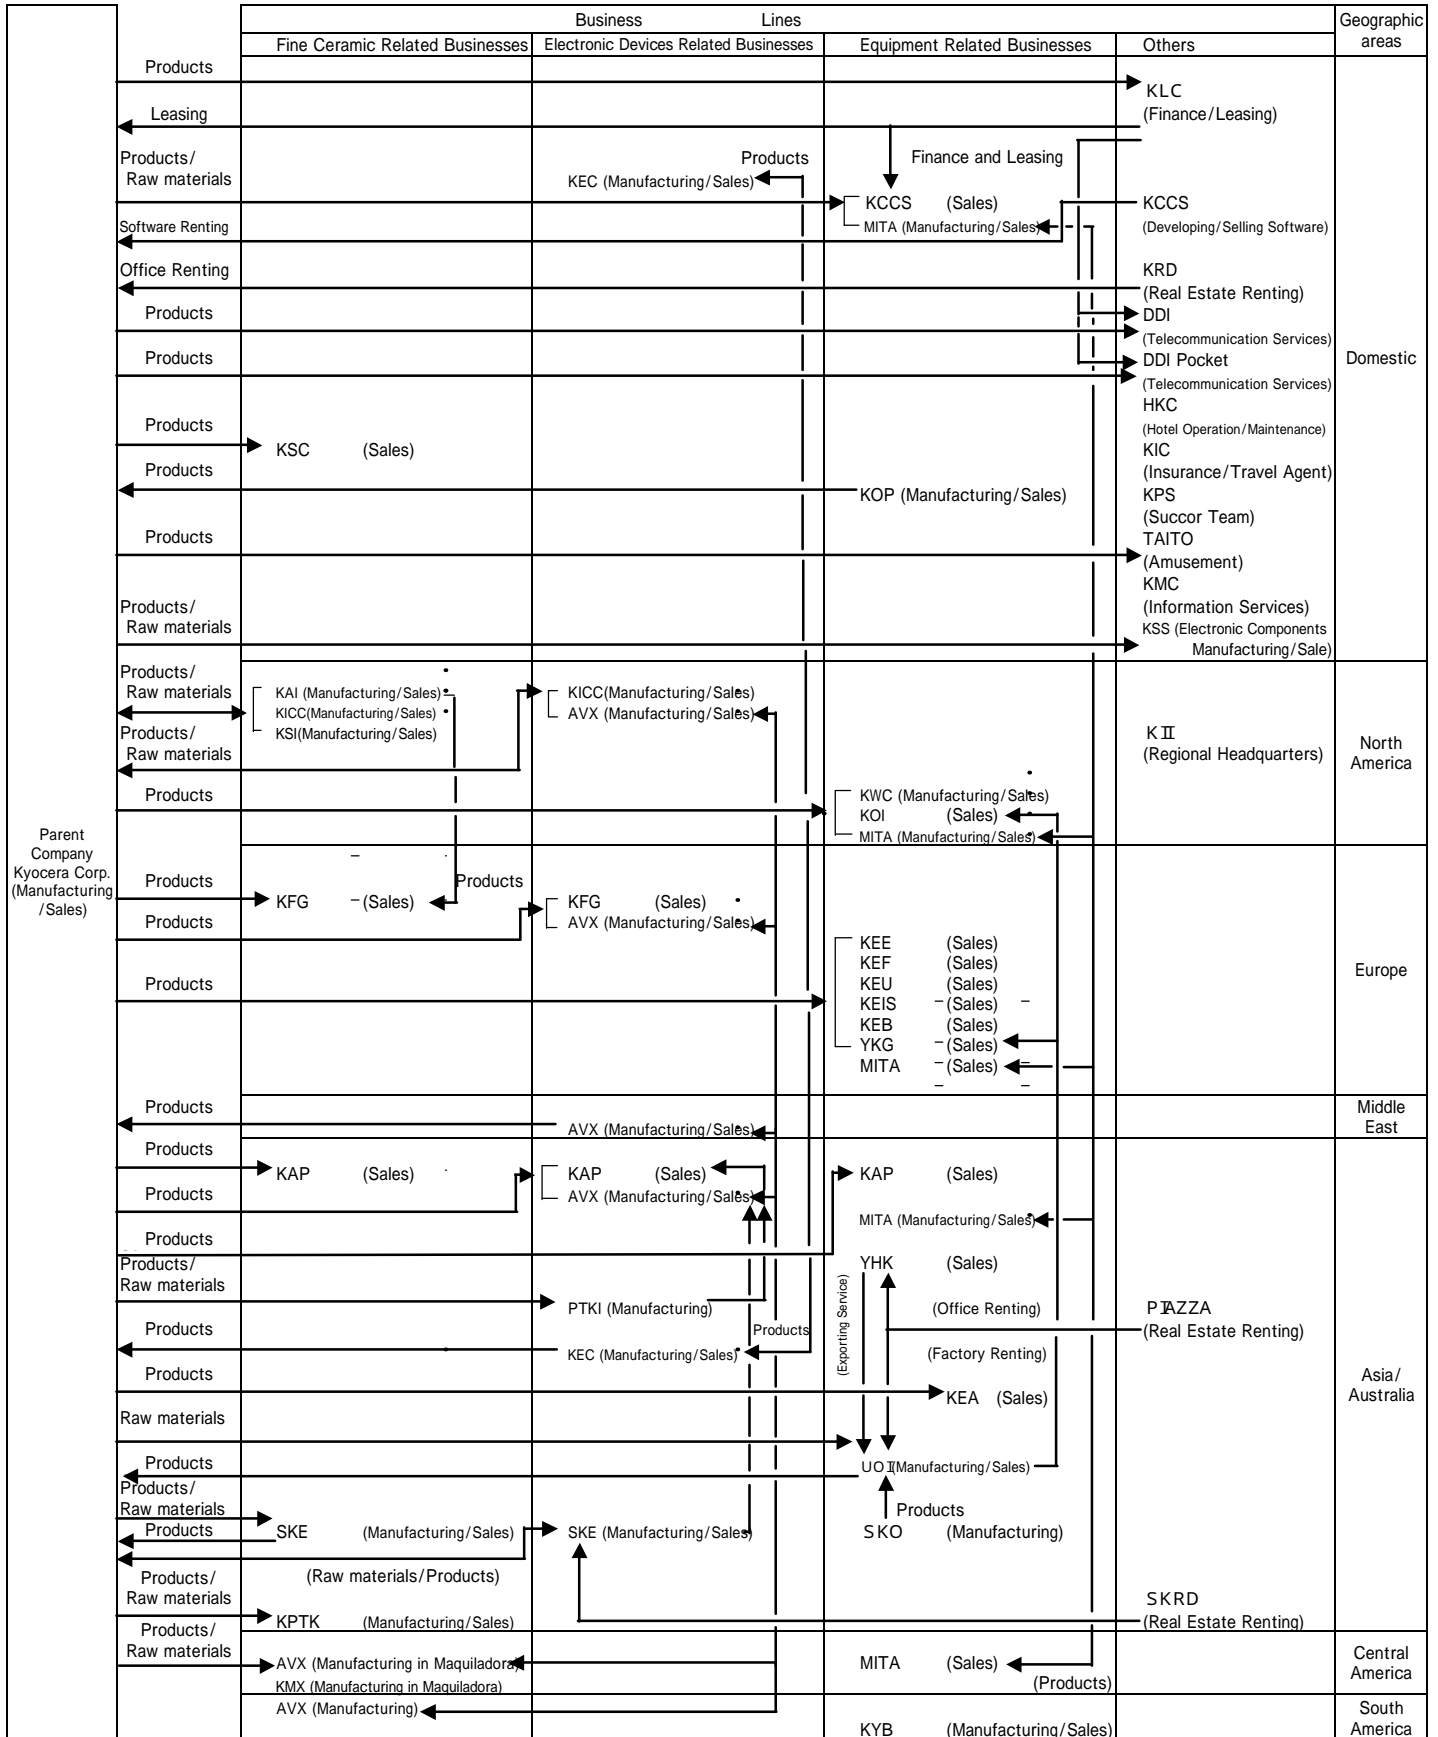 Business Lines
Geographic
areas
Fine Ceramic Related Businesses
Electronic Devices Related Businesses
Equipment Related Businesses
Others
Parent
Company
Kyocera Corp.
(Manufacturing
/Sales)
Products
KLC
(Finance/Leasing)
Leasing
Products/
Raw materials
Products
Finance and Leasing
KEC (Manufacturing/Sales)
KCCS (Sales)
MITA (Manufacturing/Sales)
KCCS
(Developing/Selling Software)
Software Renting
Office Renting
KRD
(Real Estate Renting)
Products
DDI
(Telecommunication Services)
Products
DDI Pocket
(Telecommunication Services)
Domestic
HKC
(Hotel Operation/Maintenance)
Products
KSC (Sales)
KIC
(Insurance/Travel Agent)
Products
KOP (Manufacturing/Sales)
KPS
(Succor Team)
Products
TAITO
(Amusement)
KMC
(Information Services)
Products/
Raw materials
KSS (Electronic Components
Manufacturing/Sale)
Products/
Raw materials
KAI (Manufacturing/Sales)
KICC(Manufacturing/Sales)
KSI(Manufacturing/Sales)
KICC(Manufacturing/Sales)
AVX (Manufacturing/Sales)
Products/
Raw materials
KII
(Regional Headquarters)
North
America
Products
KWC (Manufacturing/Sales)
KOI (Sales)
MITA (Manufacturing/Sales)
Products
KFG (Sales)
Products
KFG (Sales)
AVX (Manufacturing/Sales)
Products
KEE (Sales)
KEF (Sales)
KEU (Sales)
KEIS (Sales)
KEB (Sales)
YKG (Sales)
MITA (Sales)
Products
Europe
Products
AVX (Manufacturing/Sales)
Middle
East
Products
KAP (Sales)
KAP (Sales)
AVX (Manufacturing/Sales)
KAP (Sales)
Products
MITA (Manufacturing/Sales)
Products
Products/
Raw materials
YHK (Sales)
PTKI (Manufacturing)
(Exporting Service)
(Office Renting)
PIAZZA
(Real Estate Renting)
Products
Products
KEC (Manufacturing/Sales)
(Factory Renting)
Products
KEA (Sales)
Asia/
Australia
Raw materials
Products
UOI(Manufacturing/Sales)
Products/
Raw materials
Products
Products
SKE (Manufacturing/Sales)
SKE (Manufacturing/Sales)
SKO (Manufacturing)
(Raw materials/Products)
Products/
Raw materials
KPTK (Manufacturing/Sales)
SKRD
(Real Estate Renting)
Products/
Raw materials
AVX (Manufacturing in Maquiladora)
KMX (Manufacturing in Maquiladora)
MITA (Sales)
(Products)
Central
America
AVX (Manufacturing)
KYB (Manufacturing/Sales)
South
America